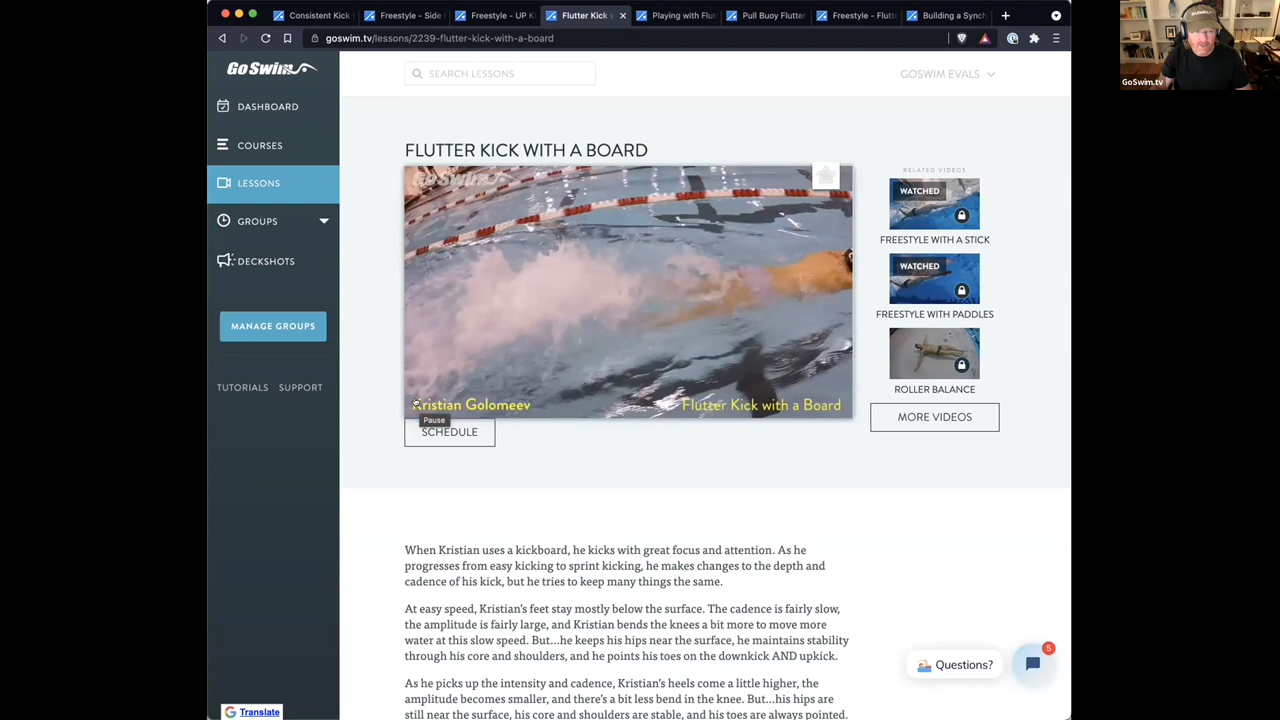 Consistent Kick
Freestyle - Side
Freestyle - UP K
Flutter Kick
Playing with Flut
Pull Buoy Flutter
Freestyle - Flutt
Building a Synch
goswim.tv/lessons/2239-flutter-kick-with-a-board
GoSwim
SEARCH LESSONS
GOSWIM EVALS
GoSwim.tv
DASHBOARD
COURSES
LESSONS
GROUPS
DECKSHOTS
MANAGE GROUPS
TUTORIALS
SUPPORT
FLUTTER KICK WITH A BOARD
GoSwim
Kristian Golomeev
Flutter Kick with a Board
Pause
SCHEDULE
RELATED VIDEOS
WATCHED
FREESTYLE WITH A STICK
WATCHED
FREESTYLE WITH PADDLES
ROLLER BALANCE
MORE VIDEOS
When Kristian uses a kickboard, he kicks with great focus and attention. As he
progresses from easy kicking to sprint kicking, he makes changes to the depth and
cadence of his kick, but he tries to keep many things the same.
At easy speed, Kristian's feet stay mostly below the surface. The cadence is fairly slow,
the amplitude is fairly large, and Kristian bends the knees a bit more to move more
water at this slow speed. But...he keeps his hips near the surface, he maintains stability
through his core and shoulders, and he points his toes on the downkick AND upkick.
As he picks up the intensity and cadence, Kristian's heels come a little higher, the
amplitude becomes smaller, and there's a bit less bend in the knee. But...his hips are
still near the surface, his core and shoulders are stable, and his toes are always pointed.
Questions?
5
G Translate